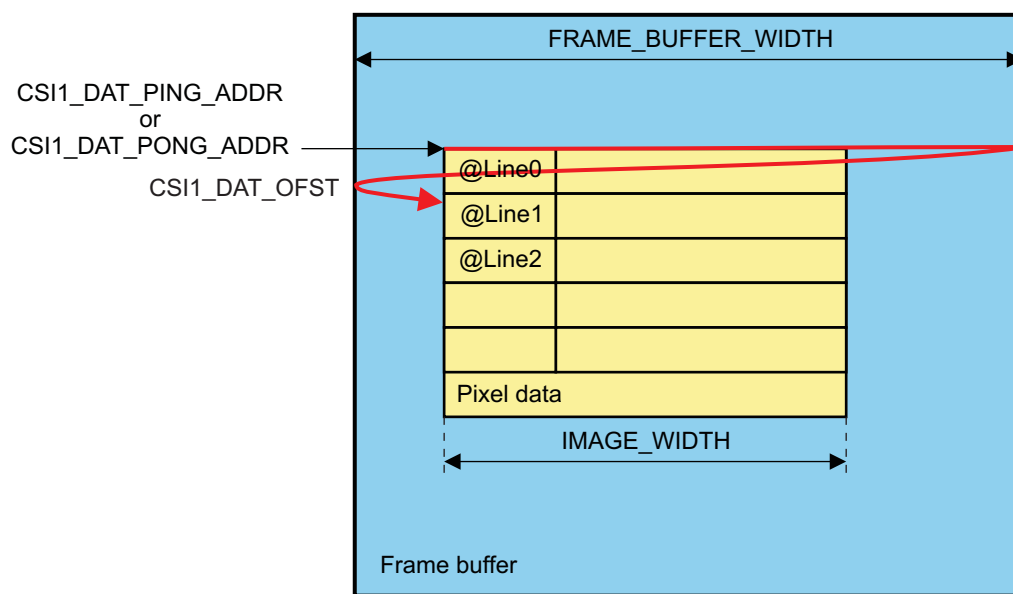 FRAME_BUFFER_WIDTH
CSI1_DAT_PING_ADDR
or
CSI1_DAT_PONG_ADDR
CSI1_DAT_OFST
@Line0
@Line1
@Line2
Pixel data
IMAGE_WIDTH
Frame buffer